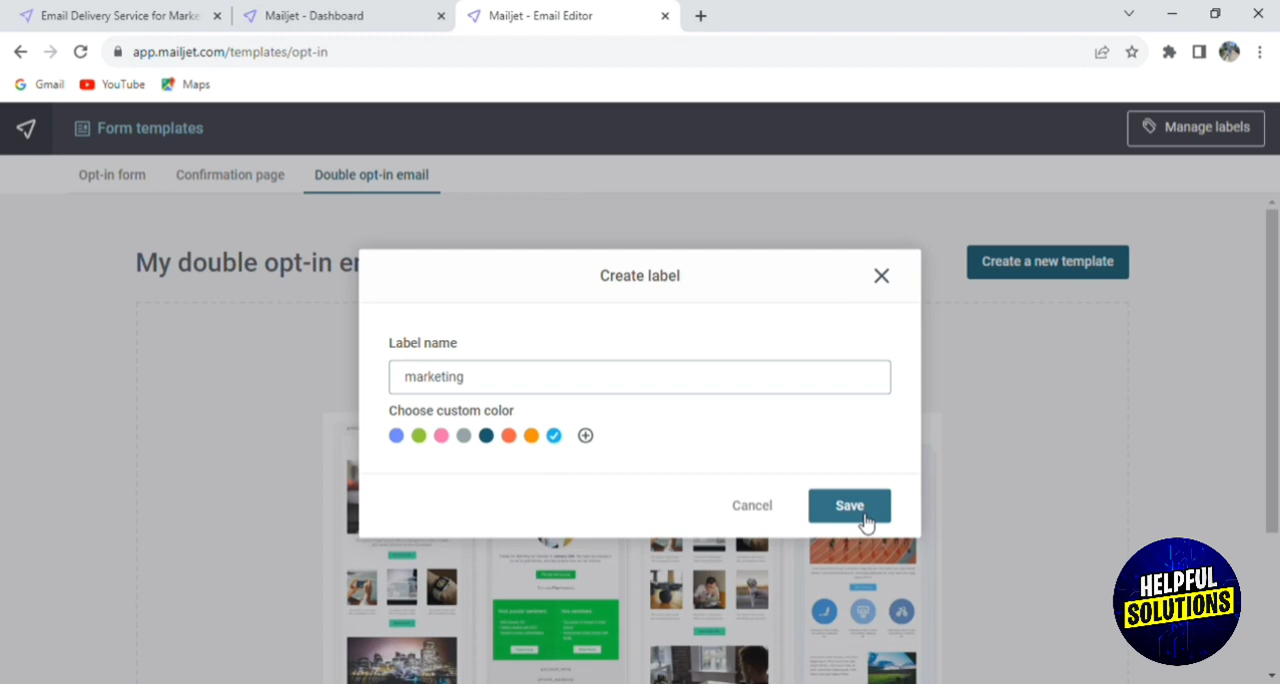 Email Delivery Service for Marke
Mailjet - Dashboard
Mailjet - Email Editor
app.mailjet.com/templates/opt-in
Gmail
YouTube
Maps
Form templates
Manage labels
Opt-in form
Confirmation page
Double opt-in email
My double opt-in em
Create a new template
Create label
Label name
marketing
Choose custom color
Cancel
Save
HELPFUL
SOLUTIONS